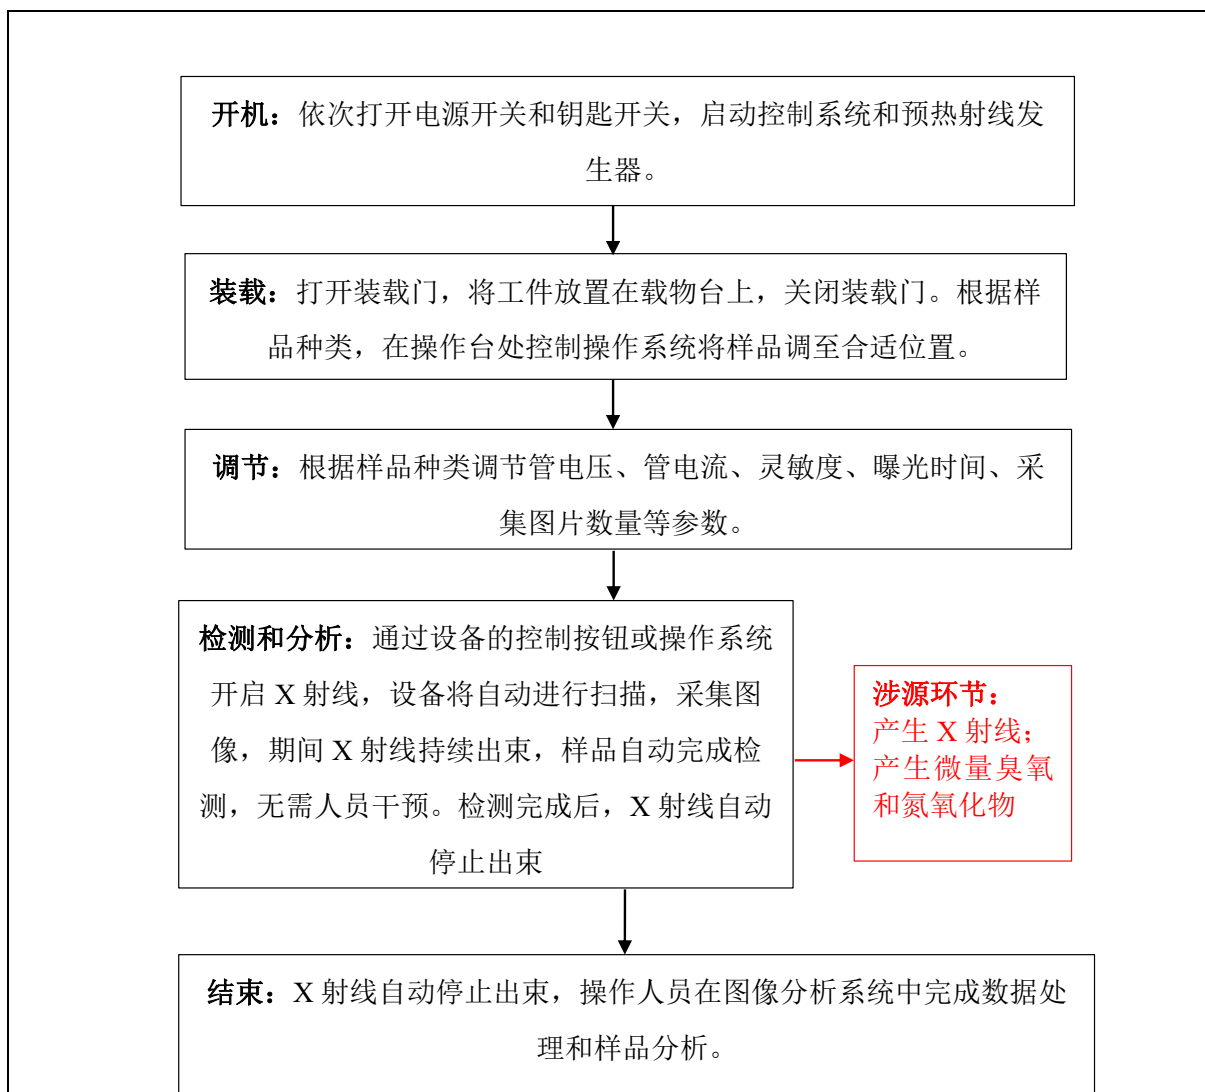 开机：依次打开电源开关和钥匙开关，启动控制系统和预热射线发
生器。
装载：打开装载门，将工件放置在载物台上，关闭装载门。根据样
品种类，在操作台处控制操作系统将样品调至合适位置。
调节：根据样品种类调节管电压、管电流、灵敏度、曝光时间、采
集图片数量等参数。
检测和分析：通过设备的控制按钮或操作系统
开启 X 射线，设备将自动进行扫描，采集图
像，期间 X 射线持续出束，样品自动完成检
测，无需人员干预。检测完成后，X 射线自动
停止出束
涉源环节：
产生 X 射线；
产生微量臭氧
和氮氧化物
结束：X 射线自动停止出束，操作人员在图像分析系统中完成数据处
理和样品分析。